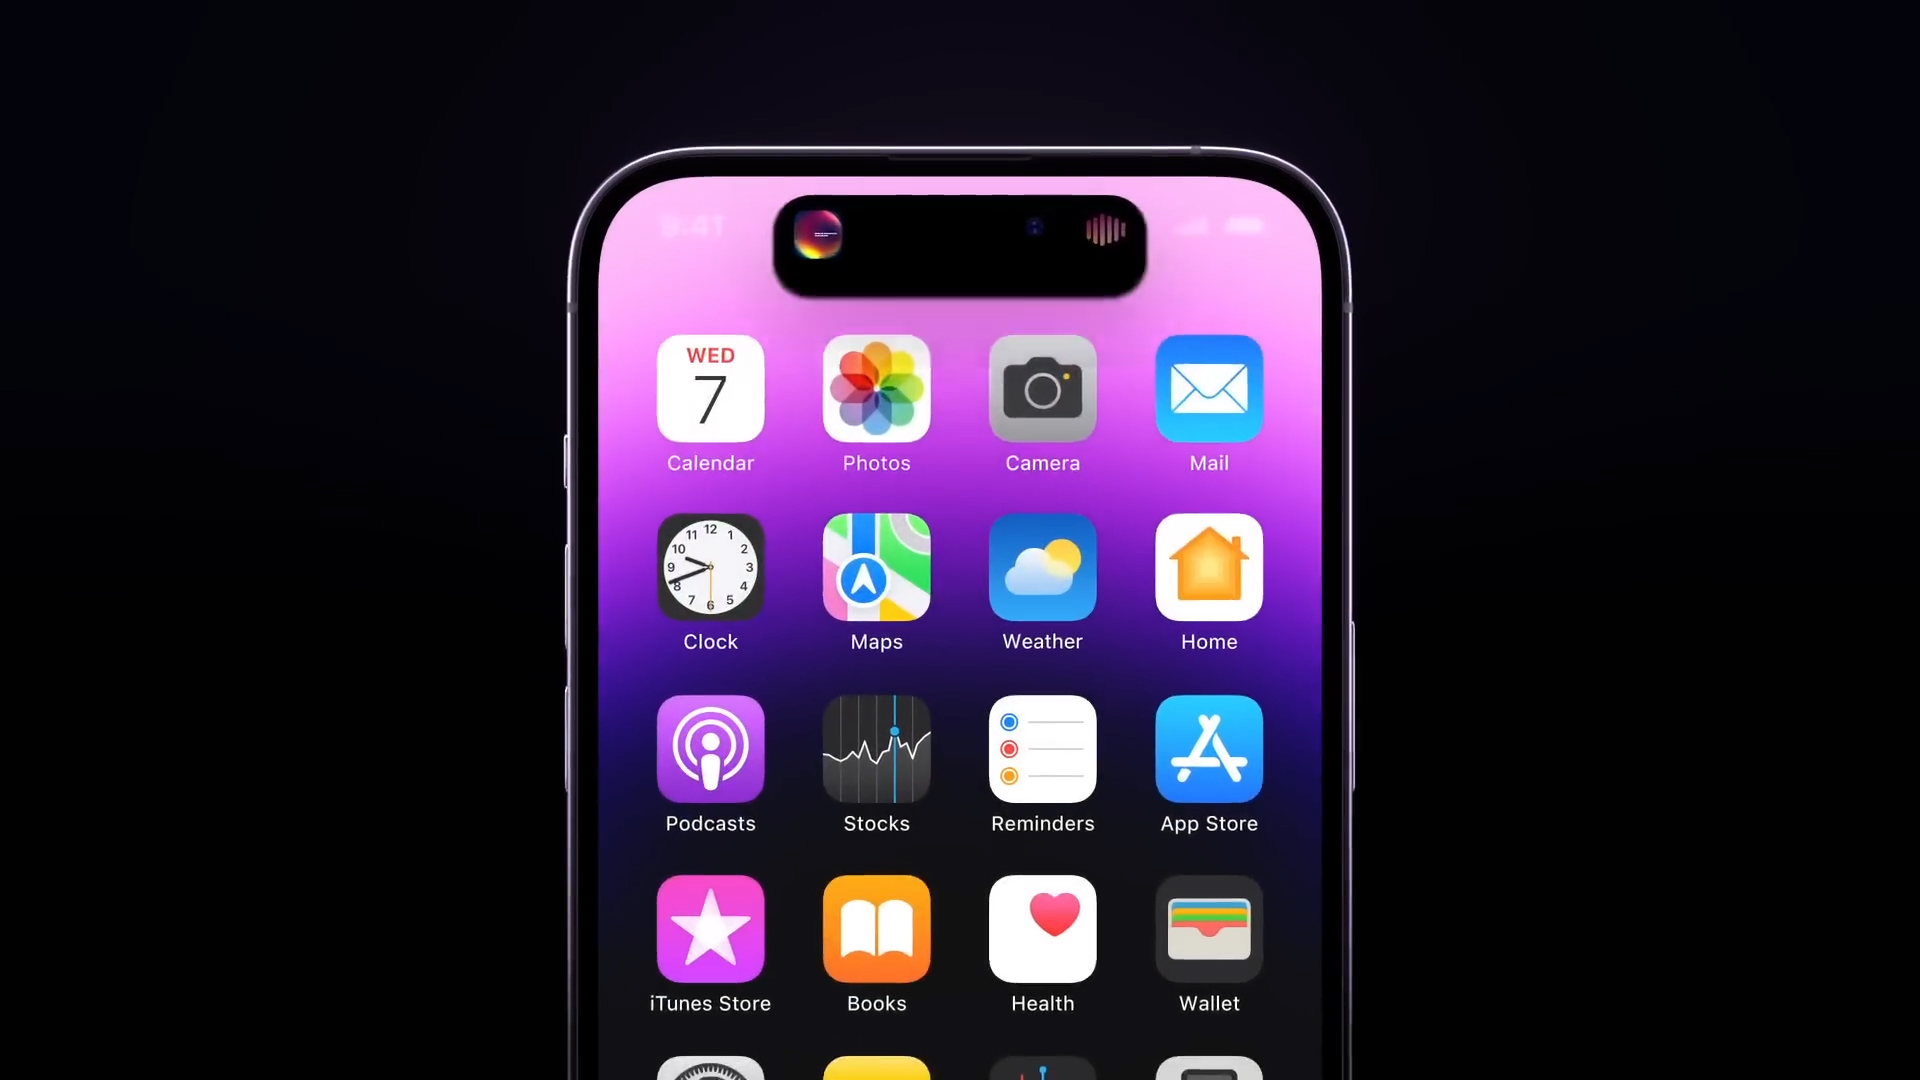 9:41
WED
7
Calendar
Photos
Camera
Mail
12
11 1
10 2
9 3
8 4
7 5
6
Clock
Maps
Weather
Home
Podcasts
Stocks
Reminders
App Store
iTunes Store
Books
Health
Wallet